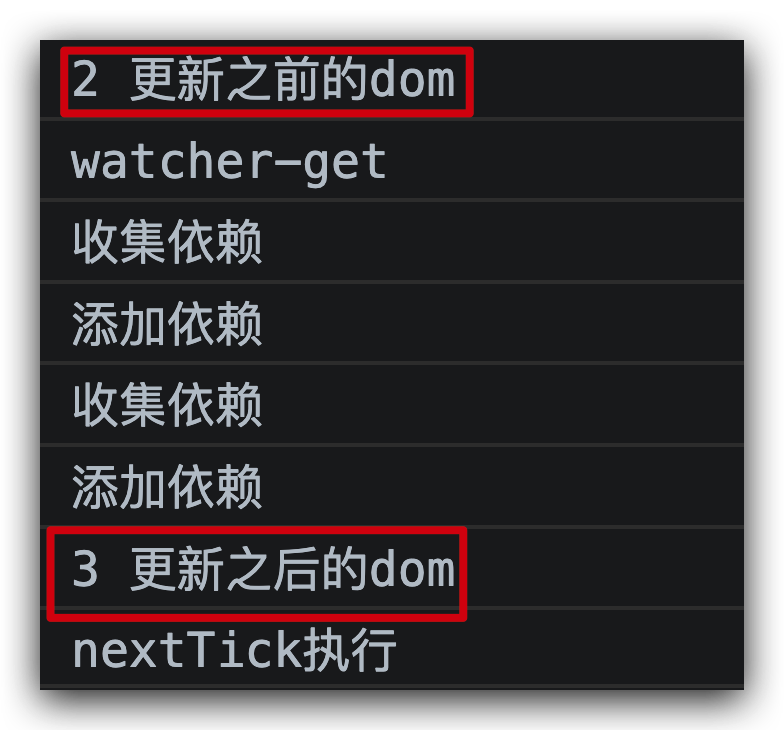 2 更新之前的dom
watcher-get
收集依赖
添加依赖
收集依赖
添加依赖
3 更新之后的dom
nextTick执行